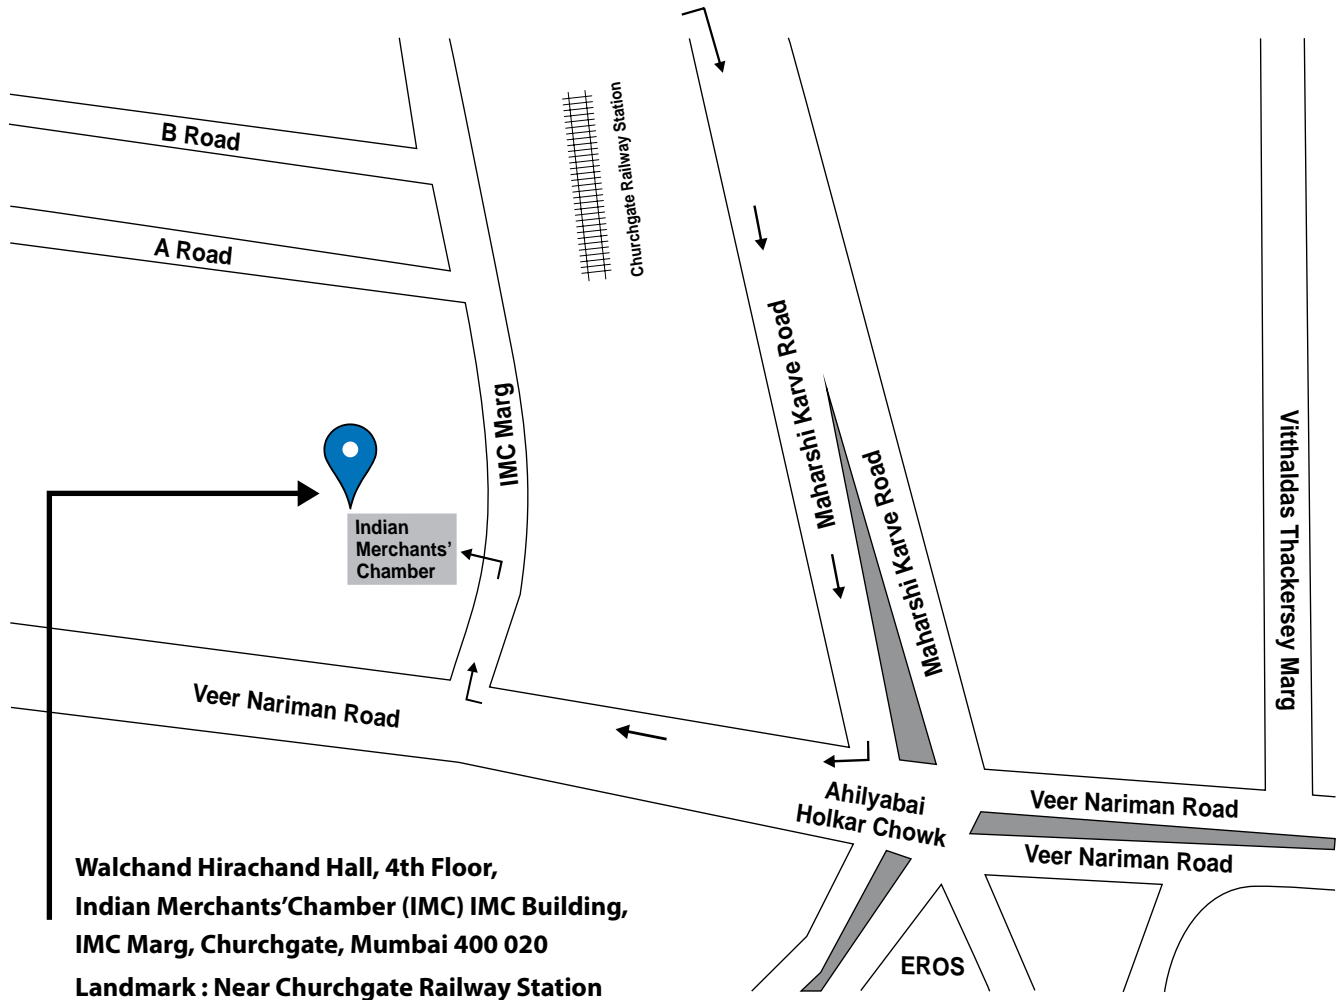 B Road
A Road
Churchgate Railway Station
IMC Marg
Maharshi Karve Road
Maharshi Karve Road
Vitthaldas Thackersey Marg
Indian
Merchants’
Chamber
Veer Nariman Road
Ahilyabai
Holkar Chowk
Veer Nariman Road
Veer Nariman Road
EROS
Walchand Hirachand Hall, 4th Floor,
Indian Merchants’Chamber (IMC) IMC Building,
IMC Marg, Churchgate, Mumbai 400 020
Landmark : Near Churchgate Railway Station